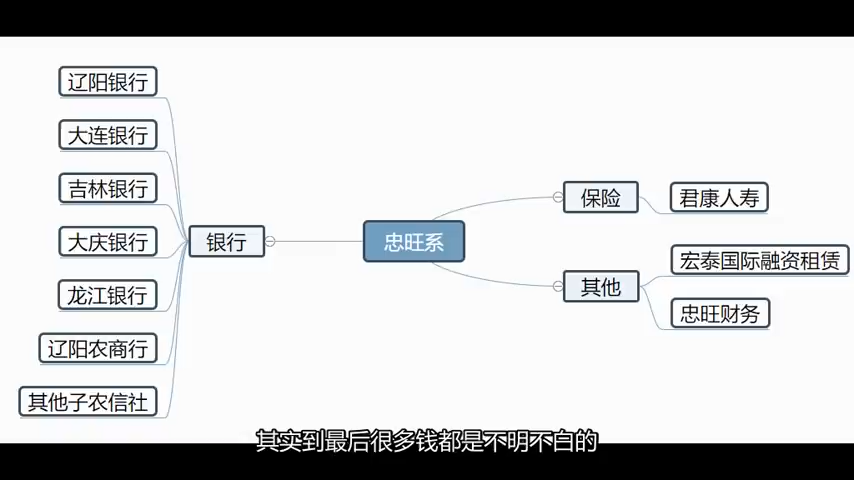 辽阳银行
大连银行
吉林银行
大庆银行
龙江银行
辽阳农商行
其他子农信社
银行
忠旺系
保险
君康人寿
其他
宏泰国际融资租赁
忠旺财务
其实到最后很多钱都是不明不白的